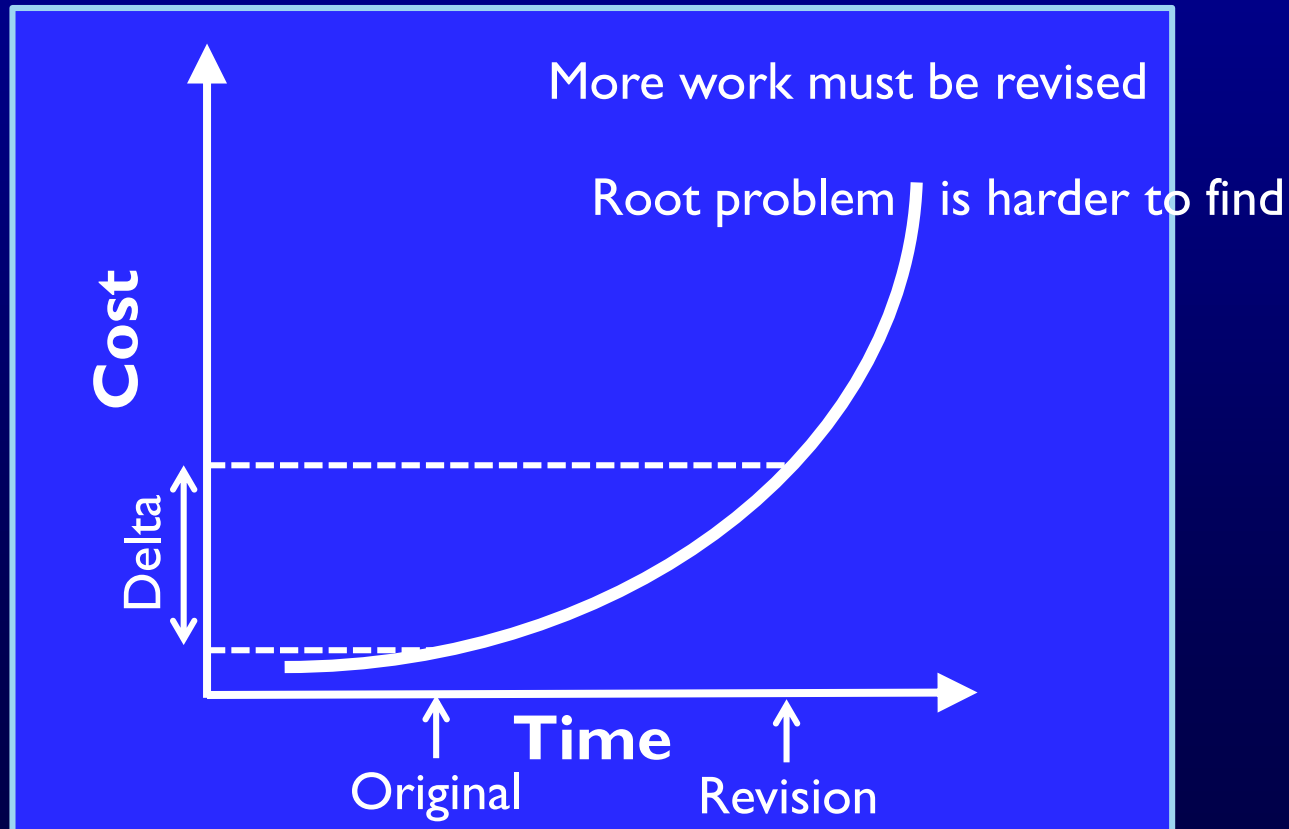 More work must be revised
Root problem is harder to find
Cost
Delta
Time
Original
Revision